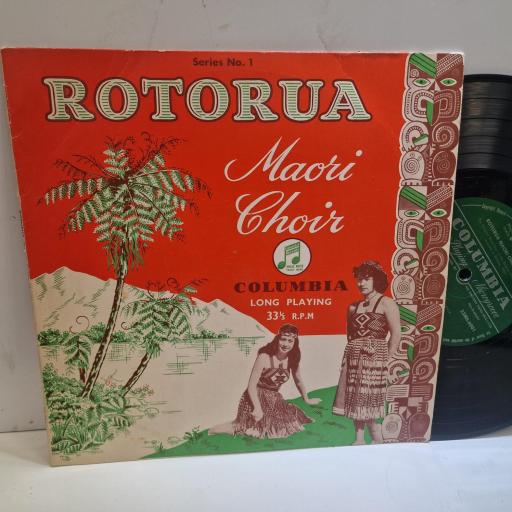 Series No. 1
ROTORUA
Maori
Choir
COLUMBIA
LONG PLAYING
33⅓ R.P.M
COLUMBIA